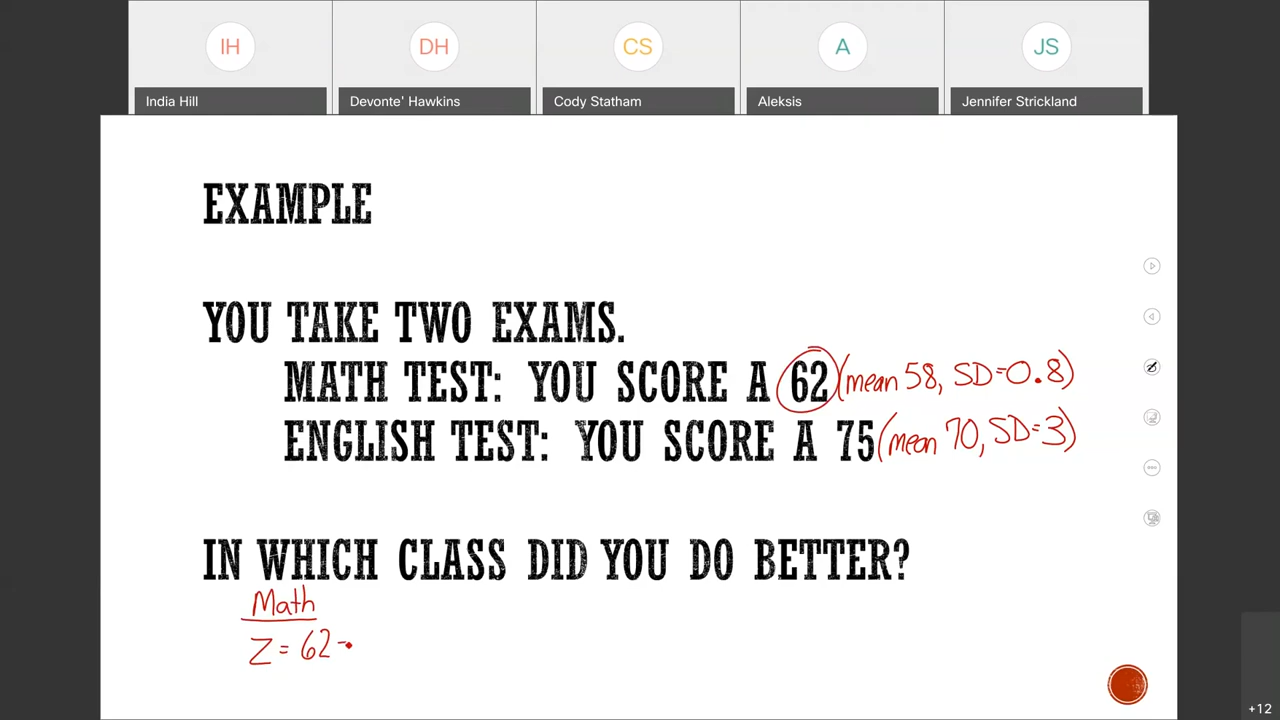 IH DH CS A JS
India Hill Devonte' Hawkins Cody Statham Aleksis Jennifer Strickland
EXAMPLE
YOU TAKE TWO EXAMS.
MATH TEST: YOU SCORE A 62 (mean 58, SD=0.8)
ENGLISH TEST: YOU SCORE A 75 (mean 70, SD=3)
IN WHICH CLASS DID YOU DO BETTER?
Math
Z = 62 -
+12